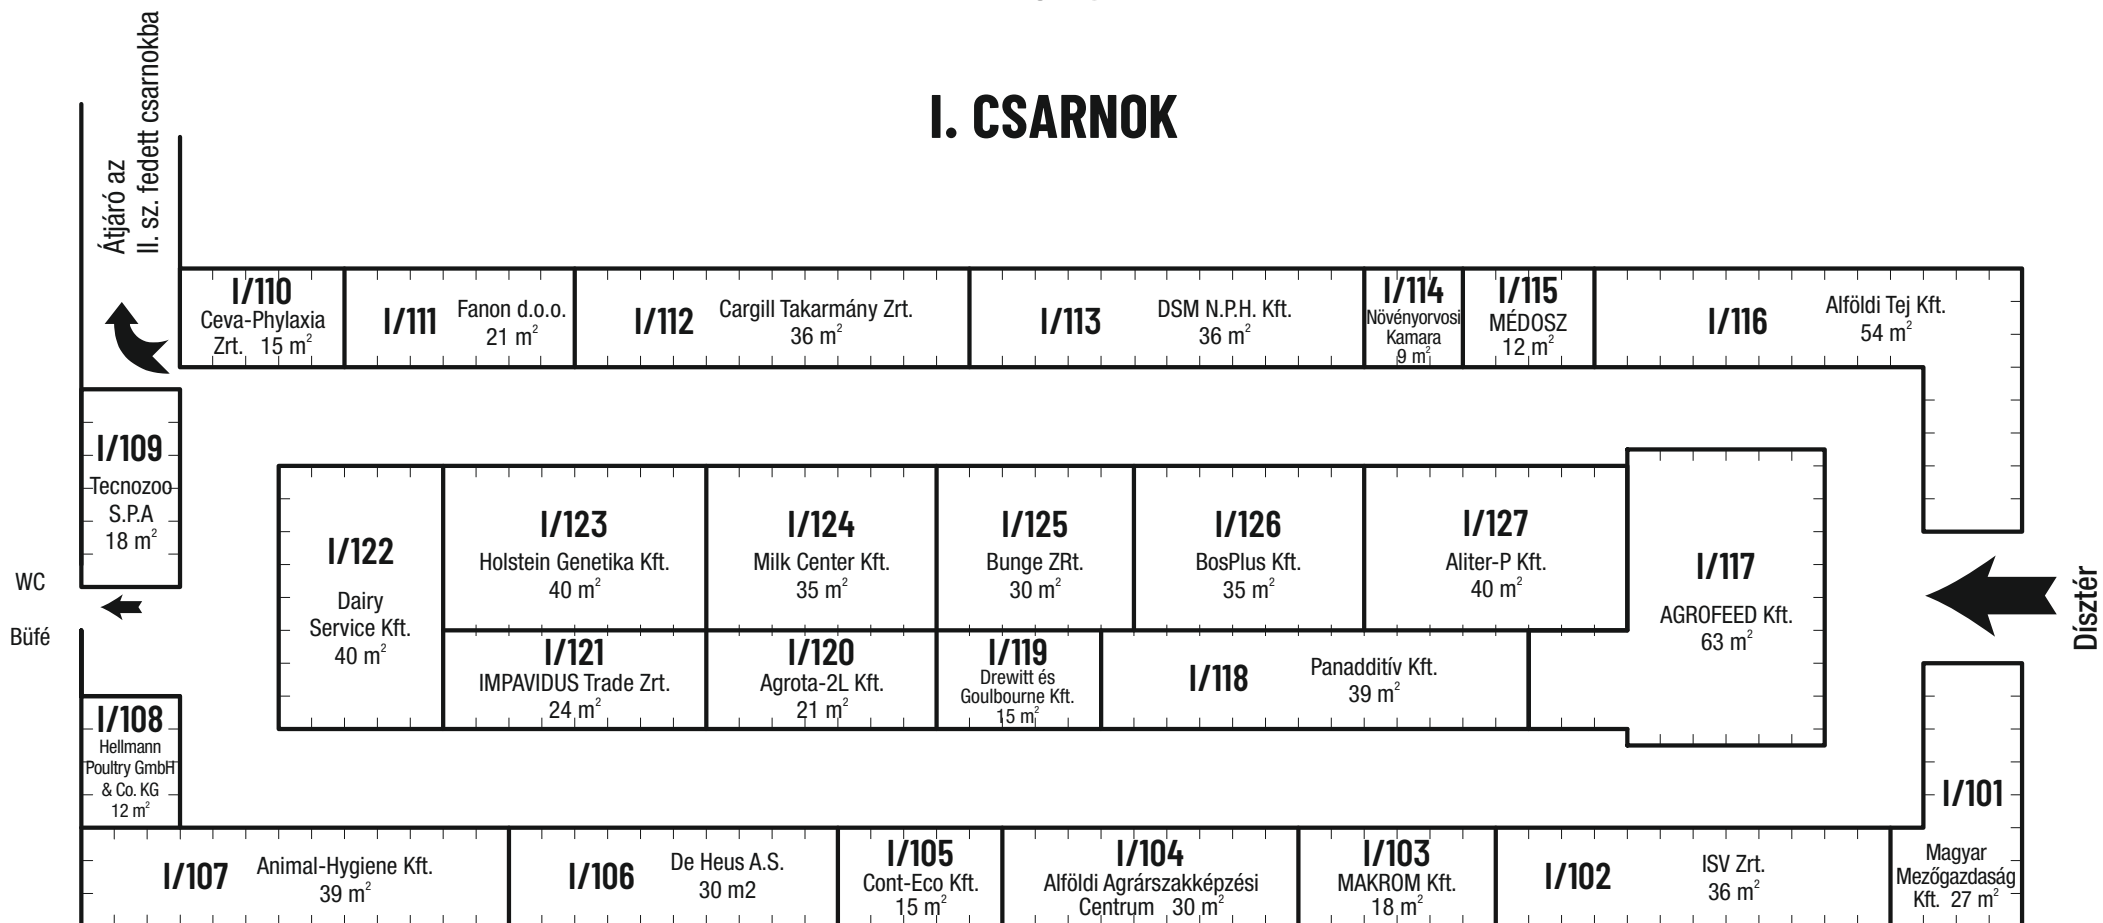 I. CSARNOK
Átjáró az
II. sz. fedett csarnokba
I/110
Ceva-Phylaxia
Zrt. 15 m²
I/111
Fanon d.o.o.
21 m²
I/112
Cargill Takarmány Zrt.
36 m²
I/113
DSM N.P.H. Kft.
36 m²
I/114
Növényorvosi
Kamara
9 m²
I/115
MÉDOSZ
12 m²
I/116
Alföldi Tej Kft.
54 m²
I/109
Tecnozoo
S.P.A
18 m²
WC
Büfé
I/122
Dairy
Service Kft.
40 m²
I/123
Holstein Genetika Kft.
40 m²
I/124
Milk Center Kft.
35 m²
I/125
Bunge ZRt.
30 m²
I/126
BosPlus Kft.
35 m²
I/127
Aliter-P Kft.
40 m²
I/117
AGROFEED Kft.
63 m²
Dísztér
I/121
IMPAVIDUS Trade Zrt.
24 m²
I/120
Agrota-2L Kft.
21 m²
I/119
Drewitt és
Goulbourne Kft.
15 m²
I/118
Panadditív Kft.
39 m²
I/108
Hellmann
Poultry GmbH
& Co. KG
12 m²
I/107
Animal-Hygiene Kft.
39 m²
I/106
De Heus A.S.
30 m2
I/105
Cont-Eco Kft.
15 m²
I/104
Alföldi Agrárszakképzési
Centrum 30 m²
I/103
MAKROM Kft.
18 m²
I/102
ISV Zrt.
36 m²
I/101
Magyar
Mezőgazdaság
Kft. 27 m²